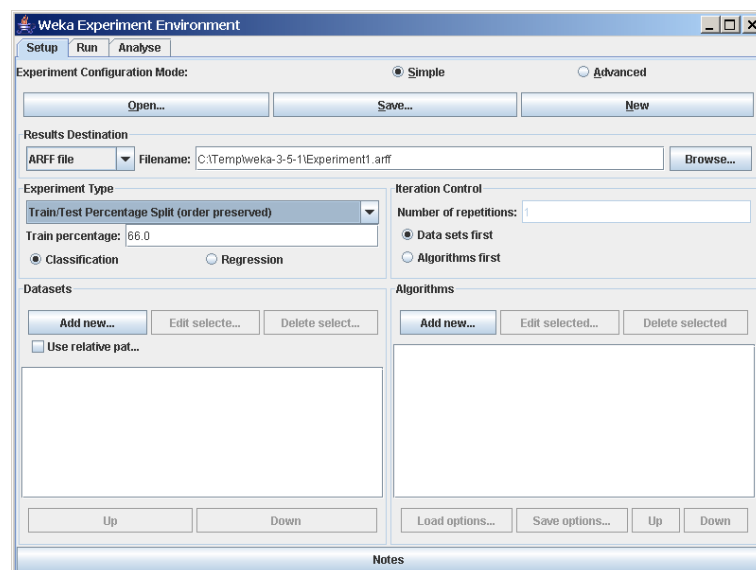 Weka Experiment Environment
Setup Run Analyse
Experiment Configuration Mode: Simple Advanced
Open... Save... New
Results Destination
ARFF file Filename: C:\Temp\weka-3-5-1\Experiment1.arff Browse...
Experiment Type
Train/Test Percentage Split (order preserved)
Train percentage: 66.0
Classification Regression
Iteration Control
Number of repetitions: 1
Data sets first
Algorithms first
Datasets
Add new... Edit selecte... Delete select...
Use relative pat...
Up Down
Algorithms
Add new... Edit selected... Delete selected
Load options... Save options... Up Down
Notes